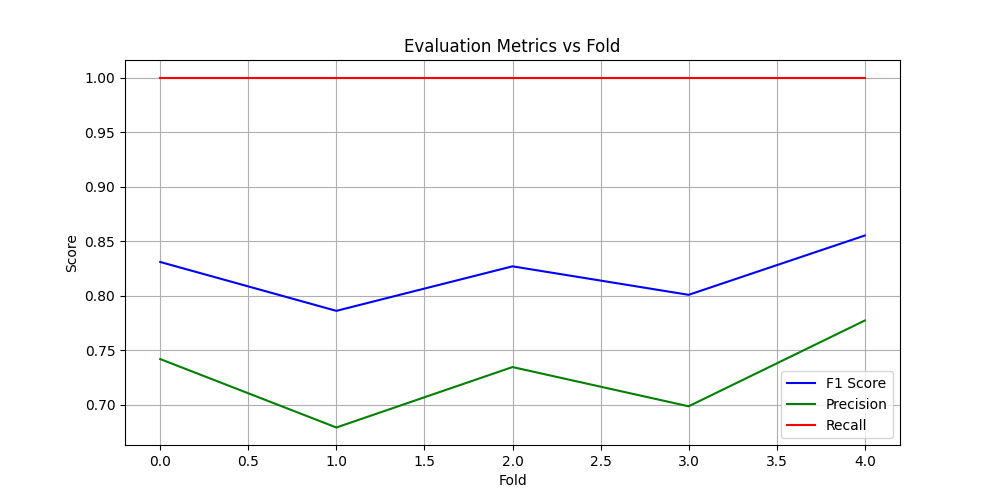 Evaluation Metrics vs Fold
1.00
0.95
0.90
0.85
0.80
0.75
0.70
Score
0.0 0.5 1.0 1.5 2.0 2.5 3.0 3.5 4.0
Fold
F1 Score
Precision
Recall